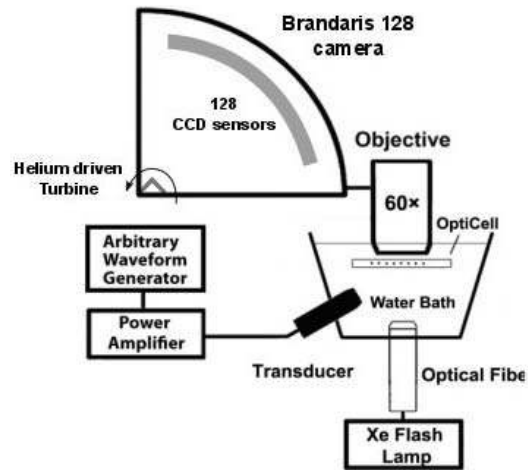 Brandaris 128
camera
128
CCD sensors
Helium driven
Turbine
Objective
60×
OptiCell
Arbitrary
Waveform
Generator
Water Bath
Power
Amplifier
Transducer
Optical Fibe
Xe Flash
Lamp